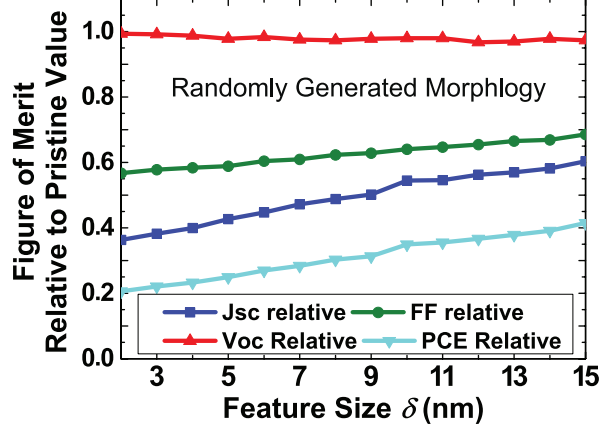 Figure of Merit
Relative to Pristine Value
1.0
0.8
0.6
0.4
0.2
0.0
Randomly Generated Morphlogy
Jsc relative
FF relative
Voc Relative
PCE Relative
3 5 7 9 11 13 15
Feature Size δ (nm)